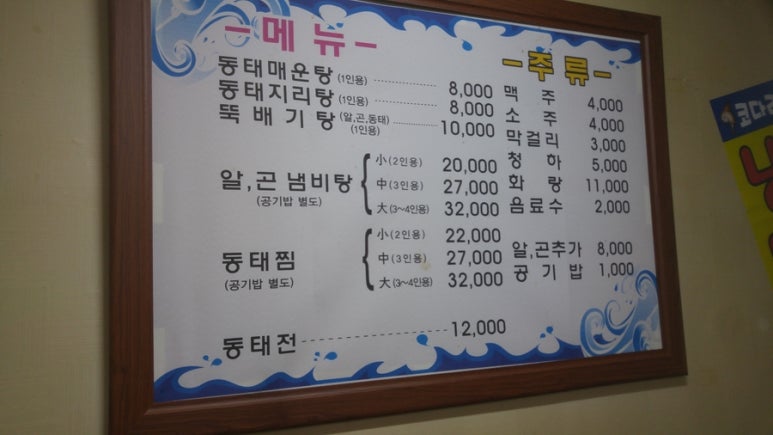 -메뉴-
동태매운탕(1인용) 8,000
동태지리탕(1인용) 8,000
뚝배기탕(알,곤,동태)(1인용) 10,000
알,곤 냄비탕
(공기밥 별도)
小(2인용) 20,000
中(3인용) 27,000
大(3~4인용) 32,000
동태찜
(공기밥 별도)
小(2인용) 22,000
中(3인용) 27,000
大(3~4인용) 32,000
동태전 12,000
-주류-
맥주 4,000
소주 4,000
막걸리 3,000
청하 5,000
화랑 11,000
음료수 2,000
알,곤추가 8,000
공기밥 1,000
코다리